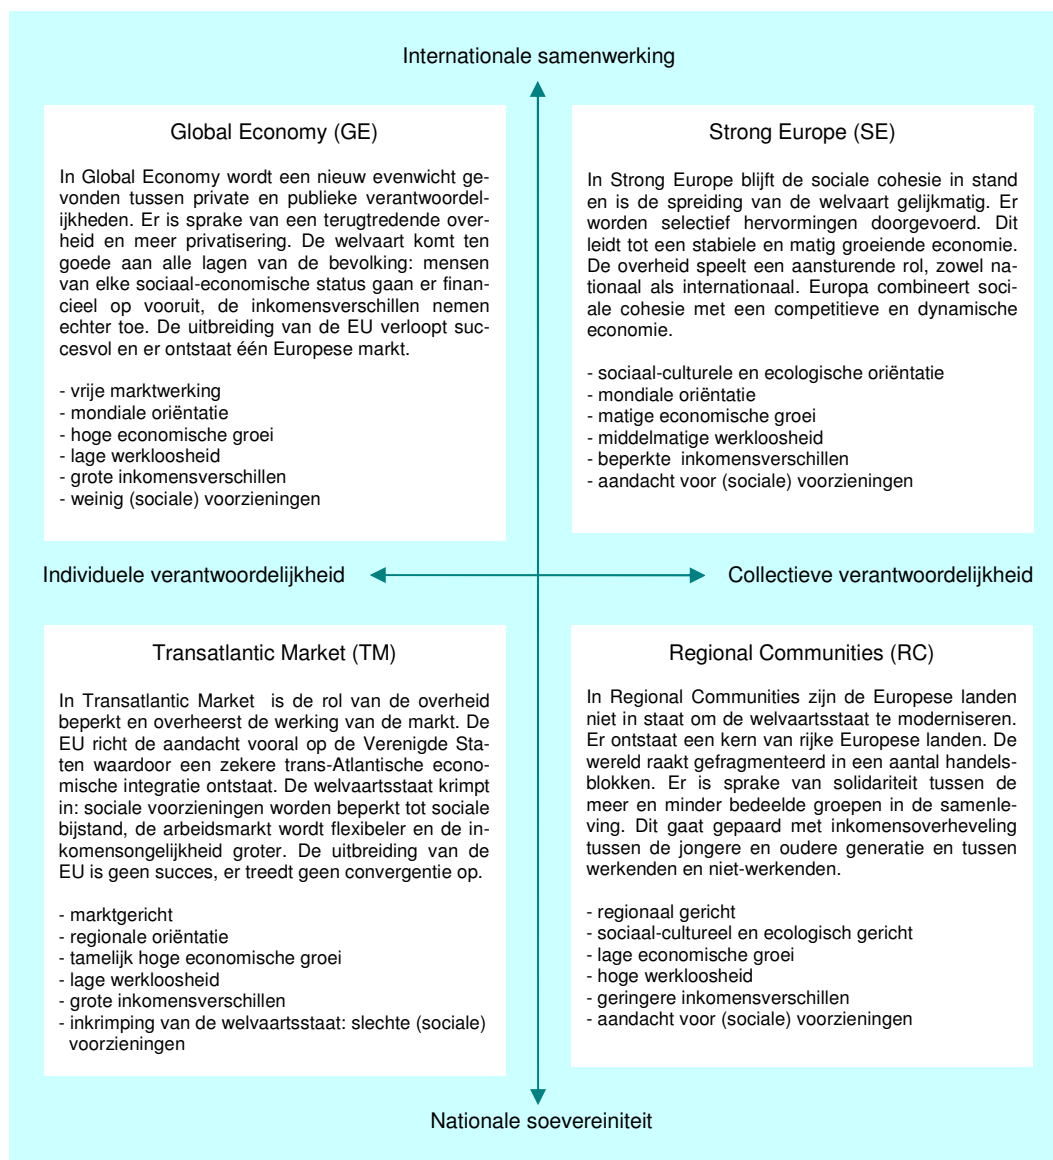 Internationale samenwerking
Global Economy (GE)
In Global Economy wordt een nieuw evenwicht ge-
vonden tussen private en publieke verantwoorde-
lijkheden. Er is sprake van een terugtredende over-
heid en meer privatisering. De welvaart komt ten
goede aan alle lagen van de bevolking: mensen
van elke sociaal-economische status gaan er finan-
cieel op vooruit, de inkomensverschillen nemen
echter toe. De uitbreiding van de EU verloopt suc-
cesvol en er ontstaat één Europese markt.
- vrije marktwerking
- mondiale oriëntatie
- hoge economische groei
- lage werkloosheid
- grote inkomensverschillen
- weinig (sociale) voorzieningen
Strong Europe (SE)
In Strong Europe blijft de sociale cohesie in stand
en is de spreiding van de welvaart gelijkmatig. Er
worden selectief hervormingen doorgevoerd. Dit
leidt tot een stabiele en matig groeiende economie.
De overheid speelt een aansturende rol, zowel na-
tionaal als internationaal. Europa combineert soci-
ale cohesie met een competitieve en dynamische
economie.
- sociaal-culturele en ecologische oriëntatie
- mondiale oriëntatie
- matige economische groei
- middelmatige werkloosheid
- beperkte inkomensverschillen
- aandacht voor (sociale) voorzieningen
Individuele verantwoordelijkheid
Collectieve verantwoordelijkheid
Transatlantic Market (TM)
In Transatlantic Market is de rol van de overheid
beperkt en overheerst de werking van de markt. De
EU richt de aandacht vooral op de Verenigde Sta-
ten waardoor een zekere trans-Atlantische econo-
mische integratie ontstaat. De welvaartsstaat krimpt
in: sociale voorzieningen worden beperkt tot sociale
bijstand, de arbeidsmarkt wordt flexibeler en de in-
komensongelijkheid groter. De uitbreiding van de
EU is geen succes, er treedt geen convergentie op.
- marktgericht
- regionale oriëntatie
- tamelijk hoge economische groei
- lage werkloosheid
- grote inkomensverschillen
- inkrimping van de welvaartsstaat: slechte (sociale)
voorzieningen
Regional Communities (RC)
In Regional Communities zijn de Europese landen
niet in staat om de welvaartsstaat te moderniseren.
Er ontstaat een kern van rijke Europese landen. De
wereld raakt gefragmenteerd in een aantal handels-
blokken. Er is sprake van solidariteit tussen de
meer en minder bedeelde groepen in de samenle-
ving. Dit gaat gepaard met inkomensoverheveling
tussen de jongere en oudere generatie en tussen
werkenden en niet-werkenden.
- regionaal gericht
- sociaal-cultureel en ecologisch gericht
- lage economische groei
- hoge werkloosheid
- geringere inkomensverschillen
- aandacht voor (sociale) voorzieningen
Nationale soevereiniteit